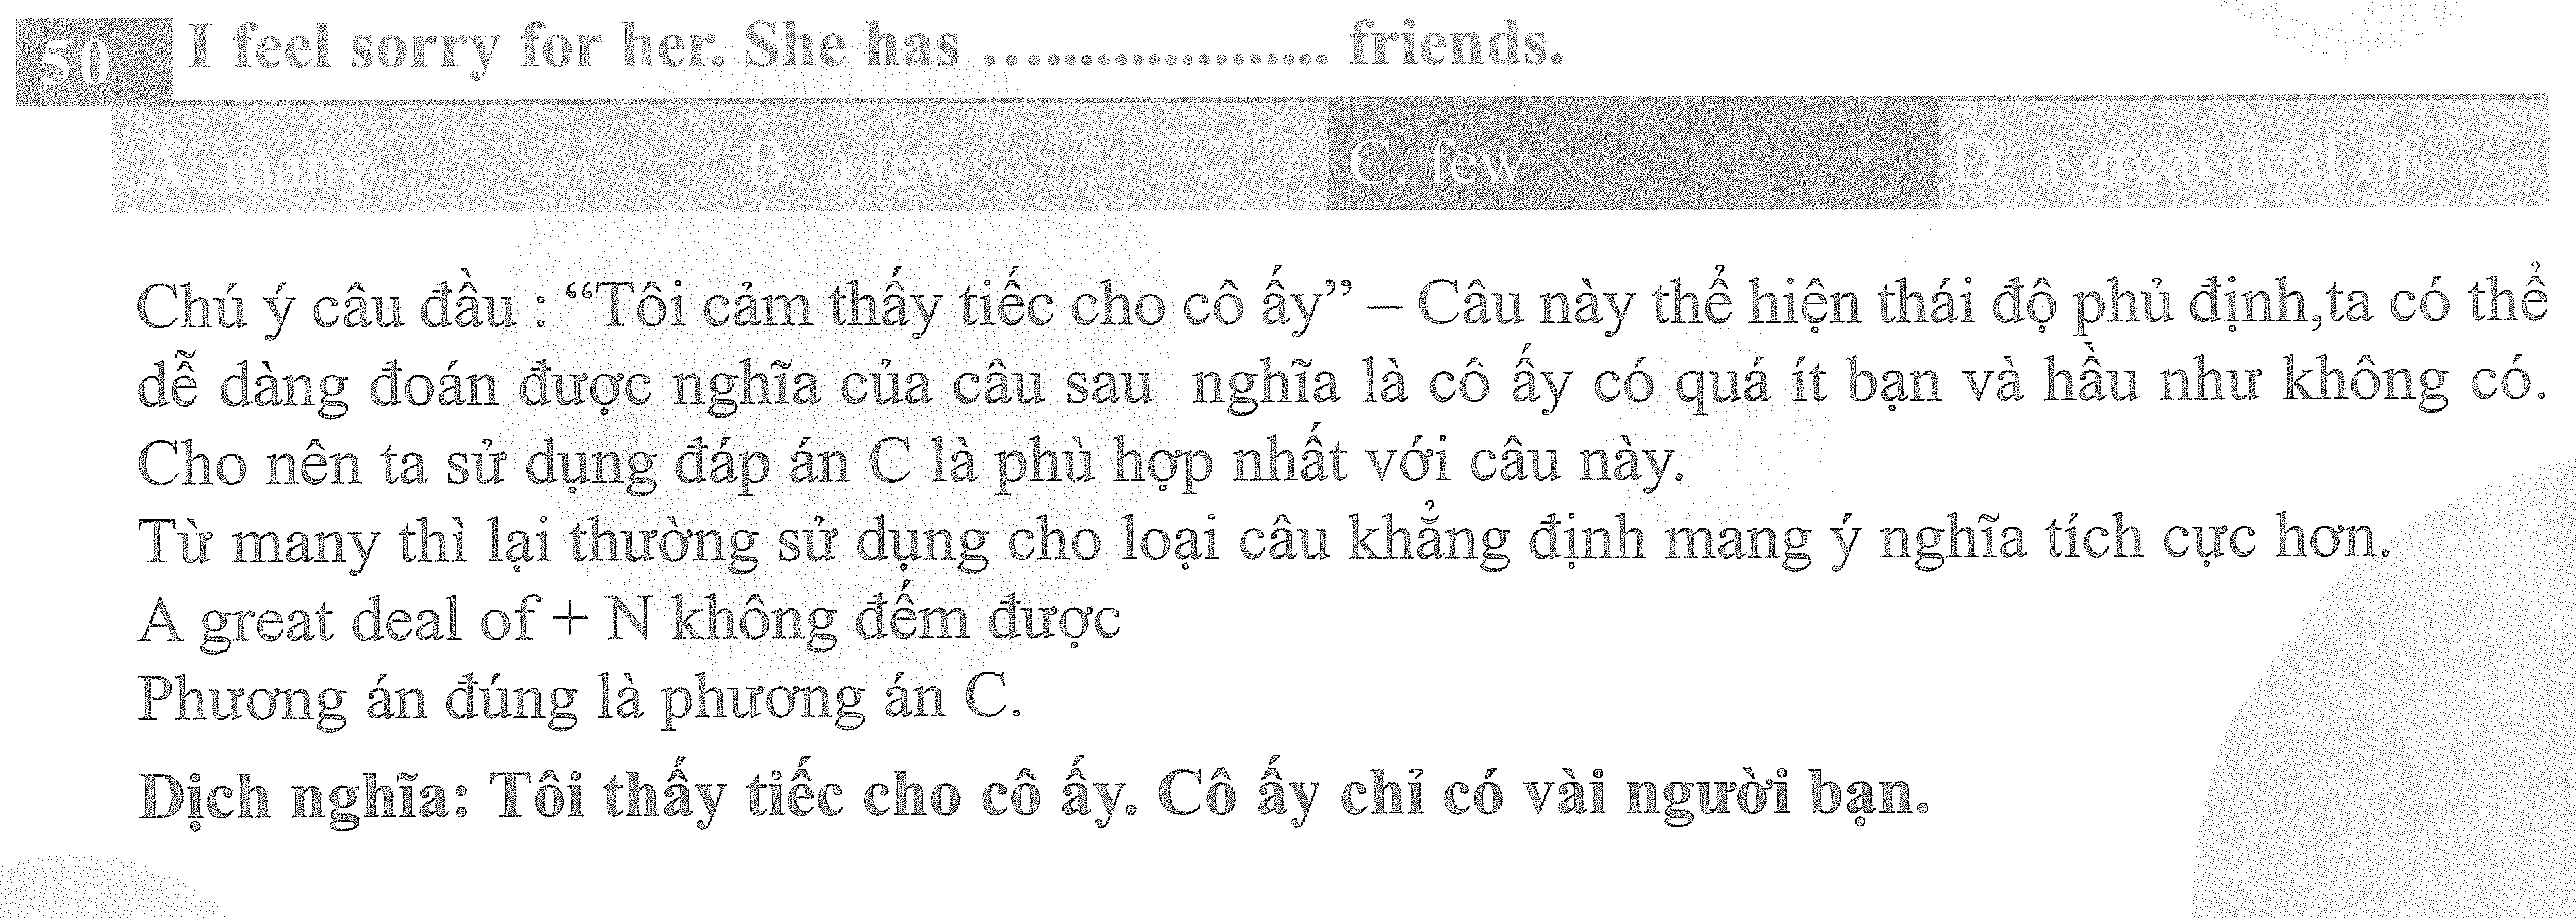 50 I feel sorry for her. She has .................. friends.
A. many B. a few C. few D. a great deal of
Chú ý câu đầu : “Tôi cảm thấy tiếc cho cô ấy” – Câu này thể hiện thái độ phủ định,ta có thể
dễ dàng đoán được nghĩa của câu sau nghĩa là cô ấy có quá ít bạn và hầu như không có.
Cho nên ta sử dụng đáp án C là phù hợp nhất với câu này.
Từ many thì lại thường sử dụng cho loại câu khẳng định mang ý nghĩa tích cực hơn.
A great deal of + N không đếm được
Phương án đúng là phương án C.
Dịch nghĩa: Tôi thấy tiếc cho cô ấy. Cô ấy chỉ có vài người bạn.